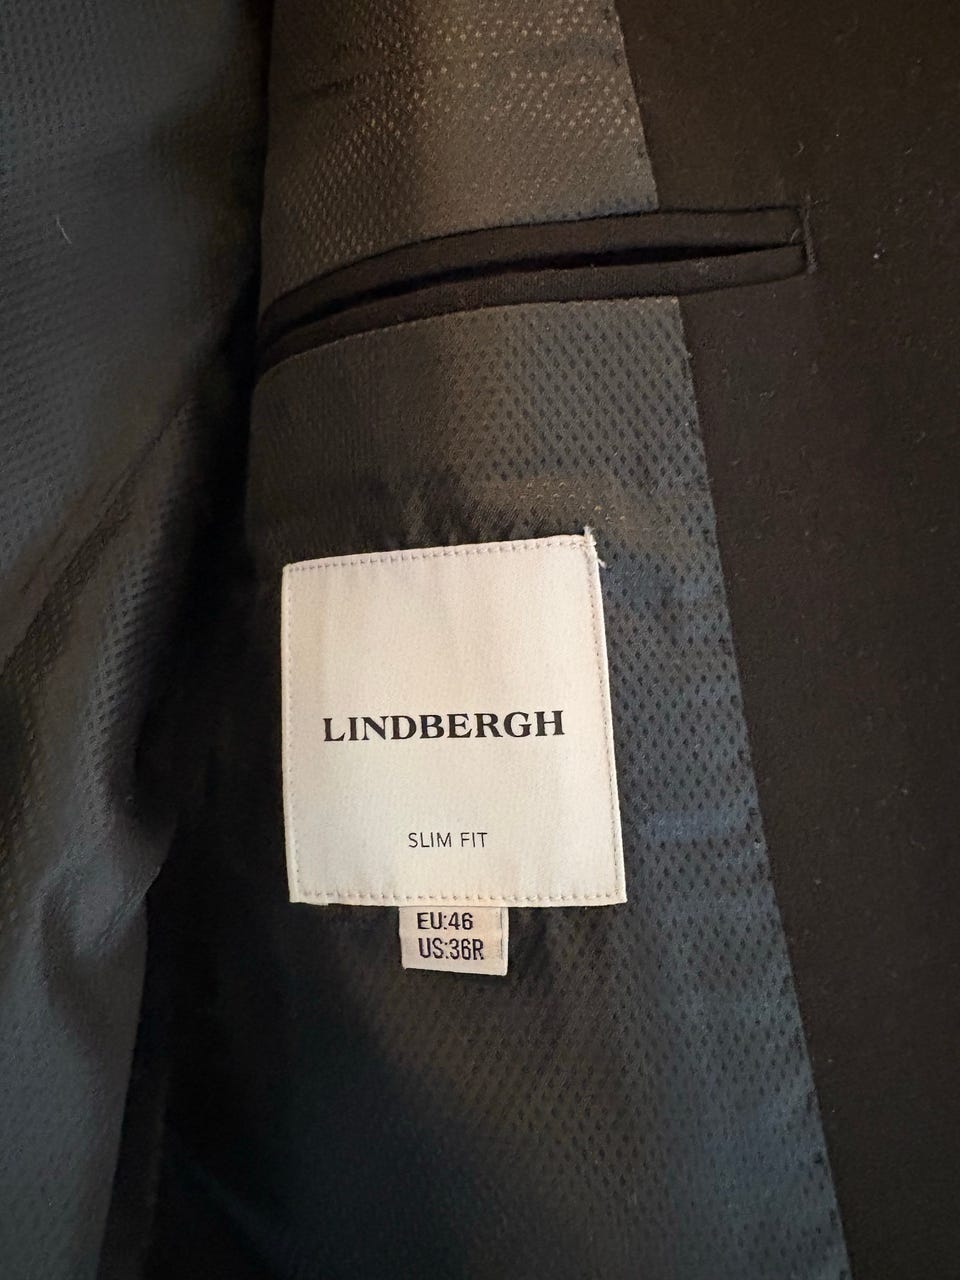 LINDBERGH
SLIM FIT
EU:46
US:36R